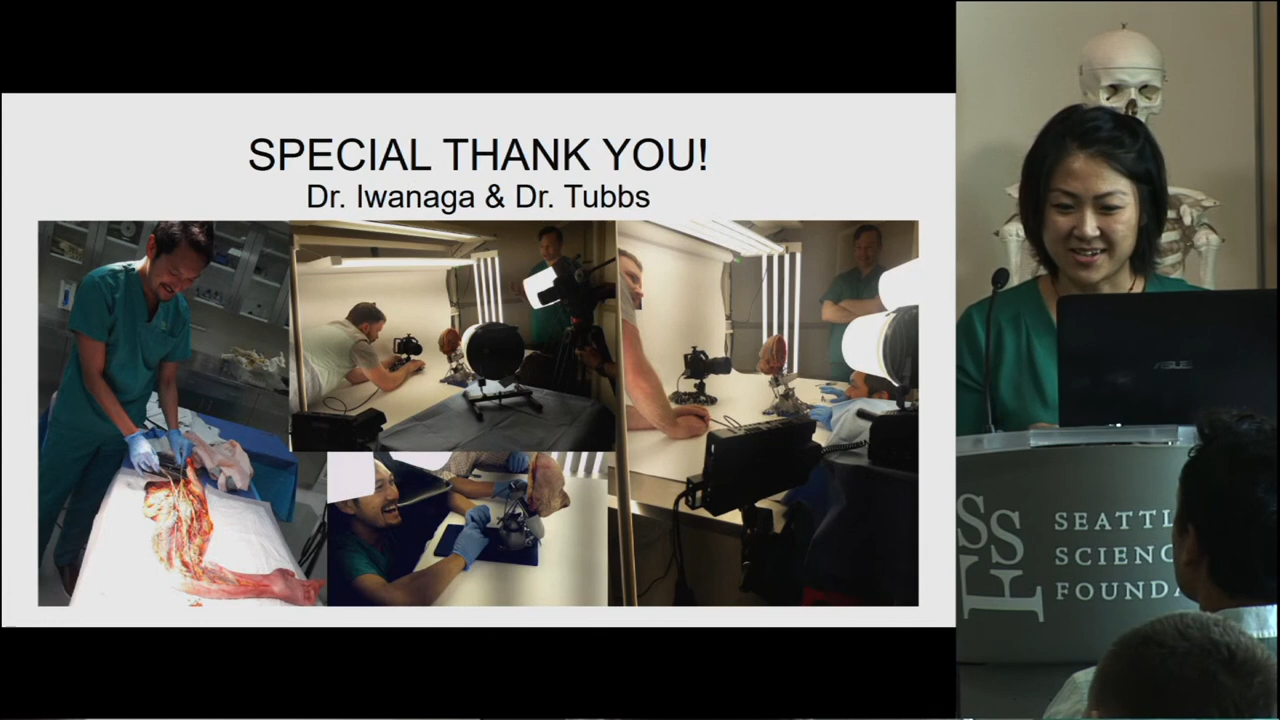 SPECIAL THANK YOU!
Dr. Iwanaga & Dr. Tubbs
ASUS
SSF
SEATTL
SCIENC
FOUNDA